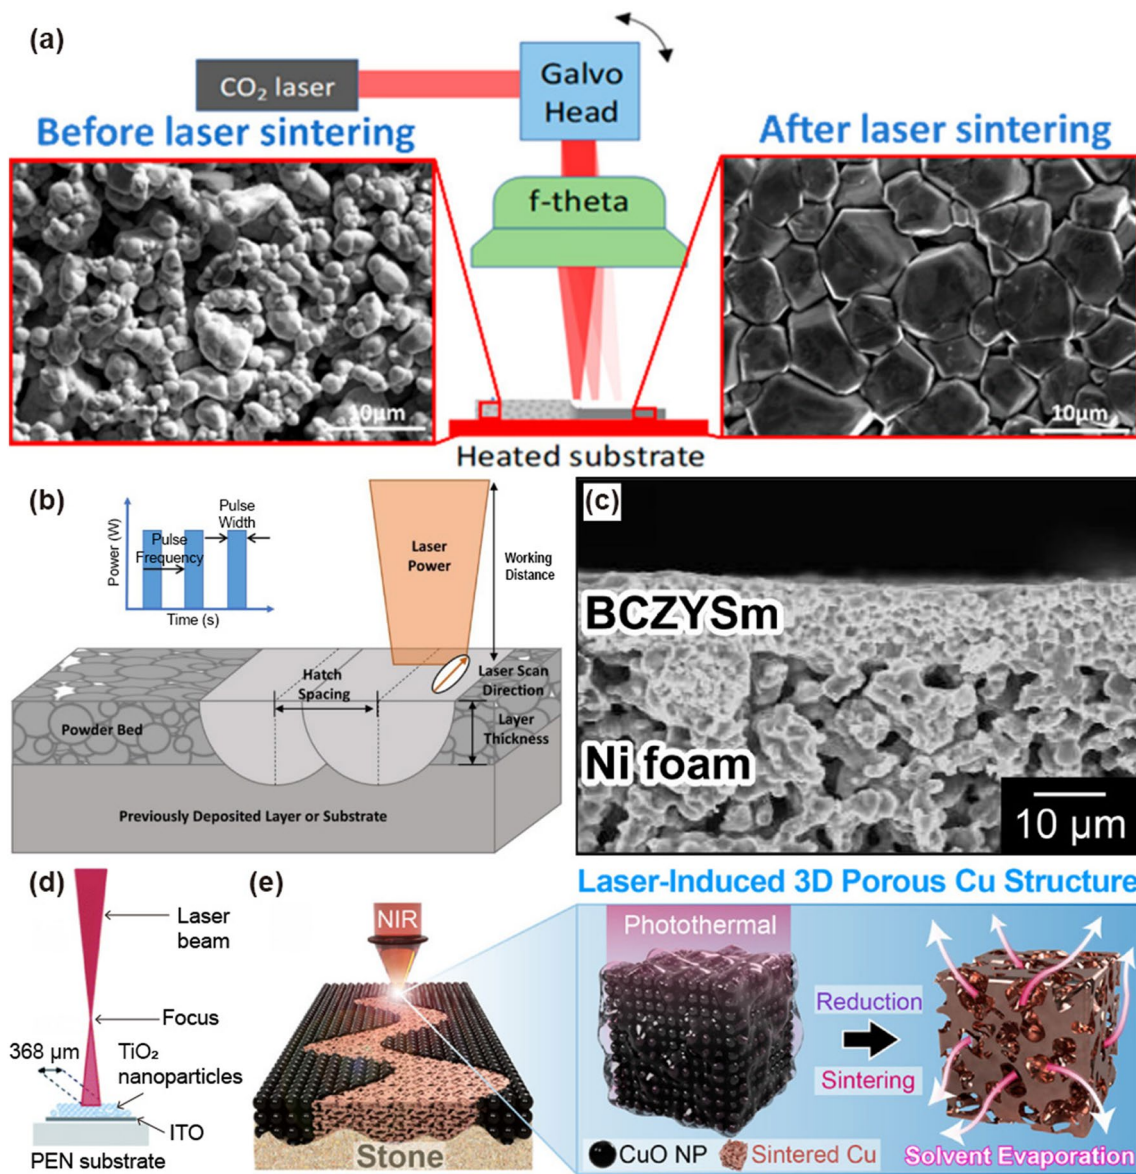 (a)
CO₂ laser
Galvo
Head
Before laser sintering
After laser sintering
f-theta
10μm
10μm
Heated substrate
(b)
Power (W)
Pulse
Width
Pulse
Frequency
Time (s)
Laser
Power
Working
Distance
Hatch
Spacing
Laser Scan
Direction
Powder Bed
Layer
Thickness
Previously Deposited Layer or Substrate
(c)
BCZYSm
Ni foam
10 μm
(d)
Laser
beam
Focus
368 μm
TiO₂
nanoparticles
ITO
PEN substrate
(e)
NIR
Stone
Laser-Induced 3D Porous Cu Structure
Photothermal
Reduction
Sintering
CuO NP
Sintered Cu
Solvent Evaporation